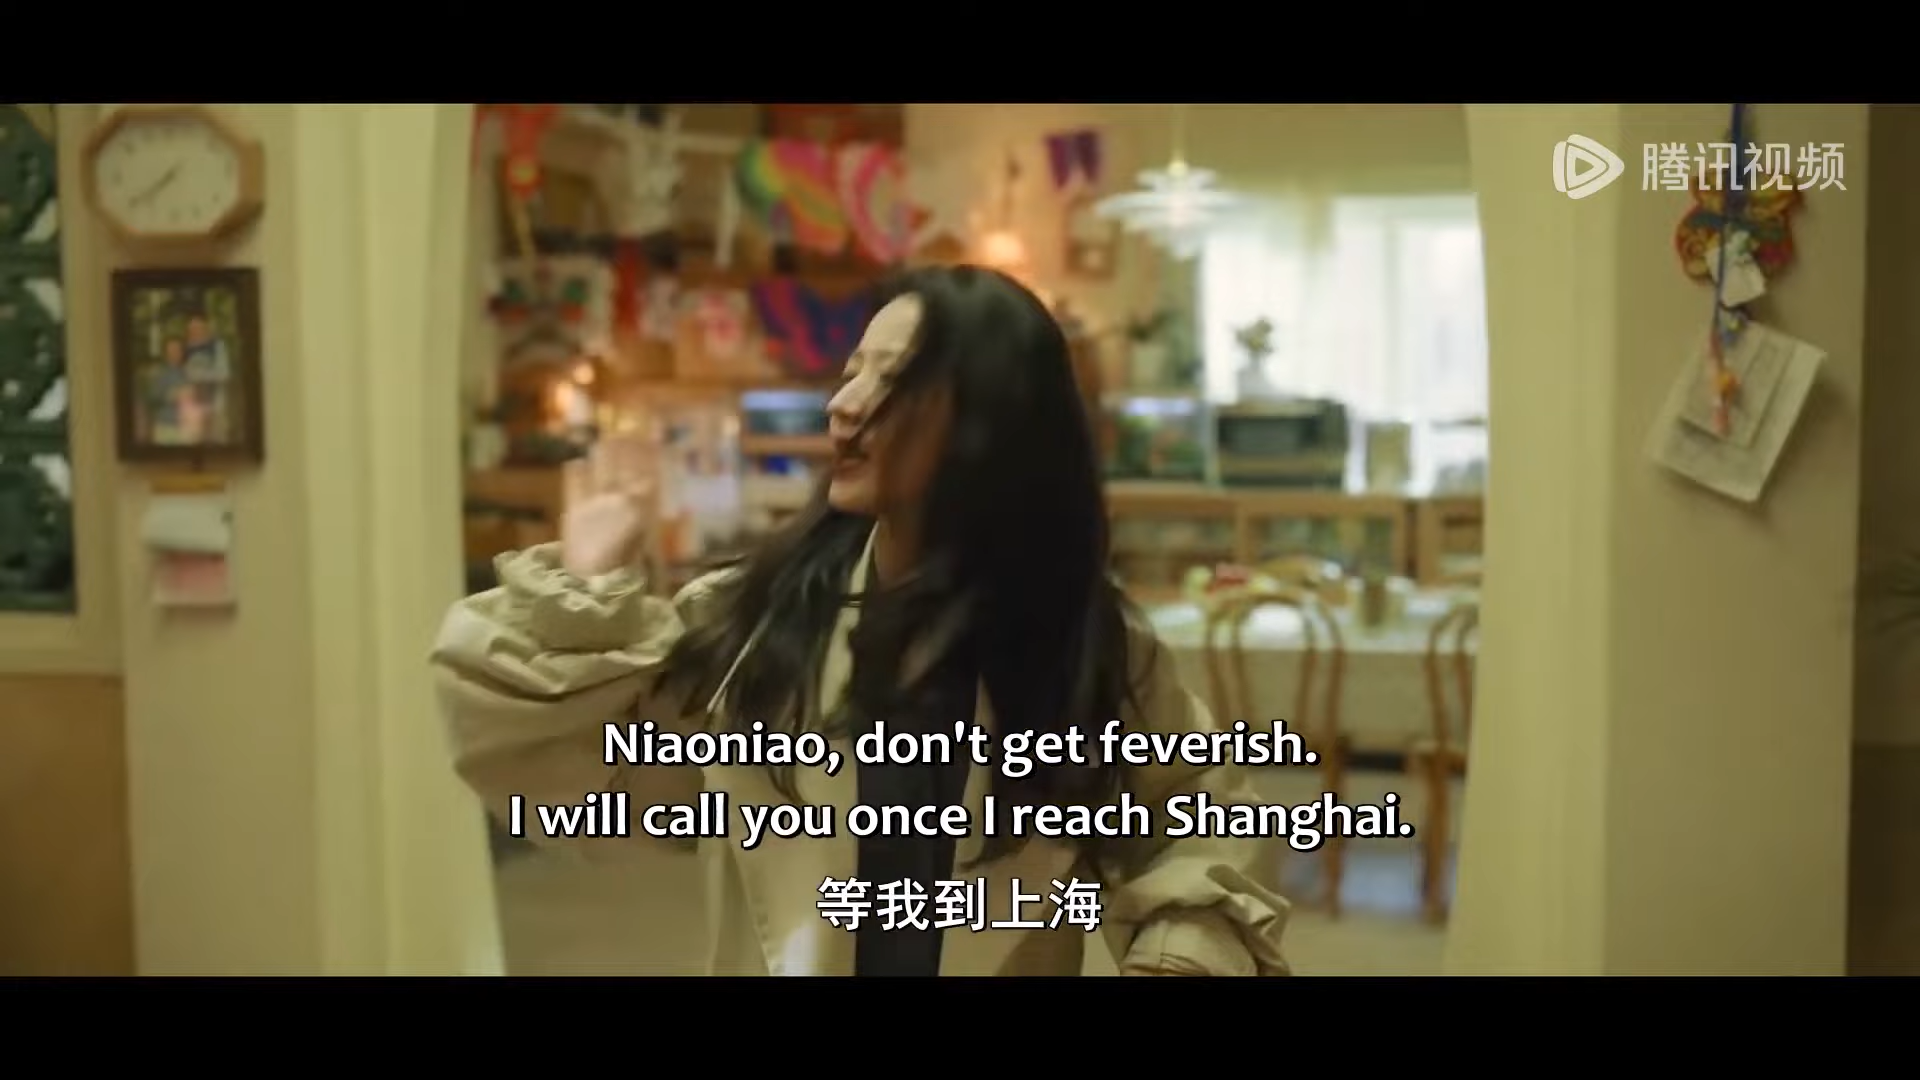 腾讯视频
Niaoniao, don't get feverish.
I will call you once I reach Shanghai.
等我到上海